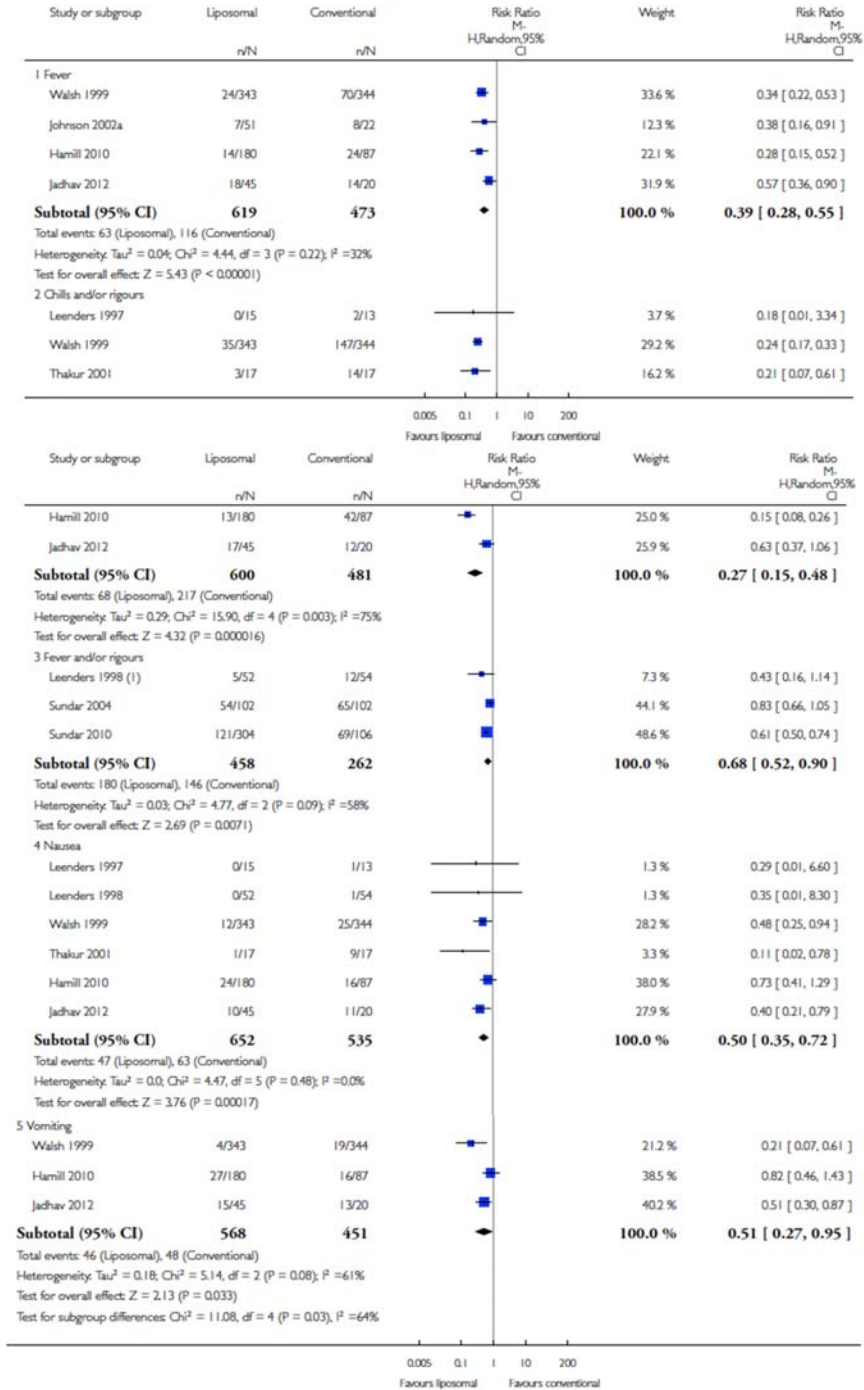 Study or subgroup Liposomal Conventional Risk Ratio Weight Risk Ratio
M- M-
H,Random,95% H,Random,95%
n/N n/N CI CI
1 Fever
Walsh 1999 24/343 70/344 33.6 % 0.34 [ 0.22, 0.53 ]
Johnson 2002a 7/51 8/22 12.3 % 0.38 [ 0.16, 0.91 ]
Hamill 2010 14/180 24/87 22.1 % 0.28 [ 0.15, 0.52 ]
Jadhav 2012 18/45 14/20 31.9 % 0.57 [ 0.36, 0.90 ]
Subtotal (95% CI) 619 473 100.0 % 0.39 [ 0.28, 0.55 ]
Total events: 63 (Liposomal), 116 (Conventional)
Heterogeneity: Tau² = 0.04; Chi² = 4.44, df = 3 (P = 0.22); I² =32%
Test for overall effect: Z = 5.43 (P < 0.00001)
2 Chills and/or rigours
Leenders 1997 0/15 2/13 3.7 % 0.18 [ 0.01, 3.34 ]
Walsh 1999 35/343 147/344 29.2 % 0.24 [ 0.17, 0.33 ]
Thakur 2001 3/17 14/17 16.2 % 0.21 [ 0.07, 0.61 ]
0.005 0.1 1 10 200
Favours liposomal Favours conventional
Study or subgroup Liposomal Conventional Risk Ratio Weight Risk Ratio
M- M-
H,Random,95% H,Random,95%
n/N n/N CI CI
Hamill 2010 13/180 42/87 25.0 % 0.15 [ 0.08, 0.26 ]
Jadhav 2012 17/45 12/20 25.9 % 0.63 [ 0.37, 1.06 ]
Subtotal (95% CI) 600 481 100.0 % 0.27 [ 0.15, 0.48 ]
Total events: 68 (Liposomal), 217 (Conventional)
Heterogeneity: Tau² = 0.29; Chi² = 15.90, df = 4 (P = 0.003); I² =75%
Test for overall effect: Z = 4.32 (P = 0.000016)
3 Fever and/or rigours
Leenders 1998 (1) 5/52 12/54 7.3 % 0.43 [ 0.16, 1.14 ]
Sundar 2004 54/102 65/102 44.1 % 0.83 [ 0.66, 1.05 ]
Sundar 2010 121/304 69/106 48.6 % 0.61 [ 0.50, 0.74 ]
Subtotal (95% CI) 458 262 100.0 % 0.68 [ 0.52, 0.90 ]
Total events: 180 (Liposomal), 146 (Conventional)
Heterogeneity: Tau² = 0.03; Chi² = 4.77, df = 2 (P = 0.09); I² =58%
Test for overall effect: Z = 2.69 (P = 0.0071)
4 Nausea
Leenders 1997 0/15 1/13 1.3 % 0.29 [ 0.01, 6.60 ]
Leenders 1998 0/52 1/54 1.3 % 0.35 [ 0.01, 8.30 ]
Walsh 1999 12/343 25/344 28.2 % 0.48 [ 0.25, 0.94 ]
Thakur 2001 1/17 9/17 3.3 % 0.11 [ 0.02, 0.78 ]
Hamill 2010 24/180 16/87 38.0 % 0.73 [ 0.41, 1.29 ]
Jadhav 2012 10/45 11/20 27.9 % 0.40 [ 0.21, 0.79 ]
Subtotal (95% CI) 652 535 100.0 % 0.50 [ 0.35, 0.72 ]
Total events: 47 (Liposomal), 63 (Conventional)
Heterogeneity: Tau² = 0.0; Chi² = 4.47, df = 5 (P = 0.48); I² =0.0%
Test for overall effect: Z = 3.76 (P = 0.00017)
5 Vomiting
Walsh 1999 4/343 19/344 21.2 % 0.21 [ 0.07, 0.61 ]
Hamill 2010 27/180 16/87 38.5 % 0.82 [ 0.46, 1.43 ]
Jadhav 2012 15/45 13/20 40.2 % 0.51 [ 0.30, 0.87 ]
Subtotal (95% CI) 568 451 100.0 % 0.51 [ 0.27, 0.95 ]
Total events: 46 (Liposomal), 48 (Conventional)
Heterogeneity: Tau² = 0.18; Chi² = 5.14, df = 2 (P = 0.08); I² =61%
Test for overall effect: Z = 2.13 (P = 0.033)
Test for subgroup differences: Chi² = 11.08, df = 4 (P = 0.03), I² =64%
0.005 0.1 1 10 200
Favours liposomal Favours conventional